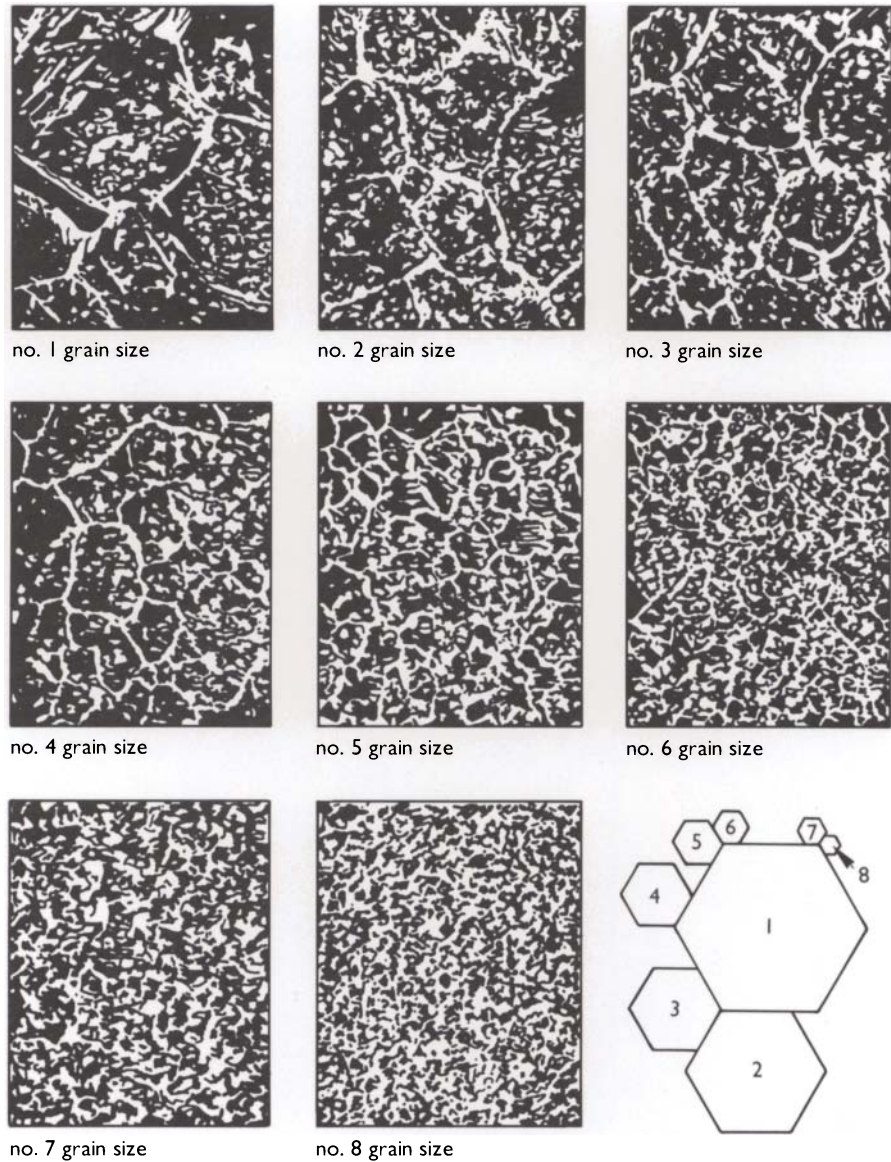 no. 1 grain size
no. 2 grain size
no. 3 grain size
no. 4 grain size
no. 5 grain size
no. 6 grain size
no. 7 grain size
no. 8 grain size
6
7
5
8
4
1
3
2